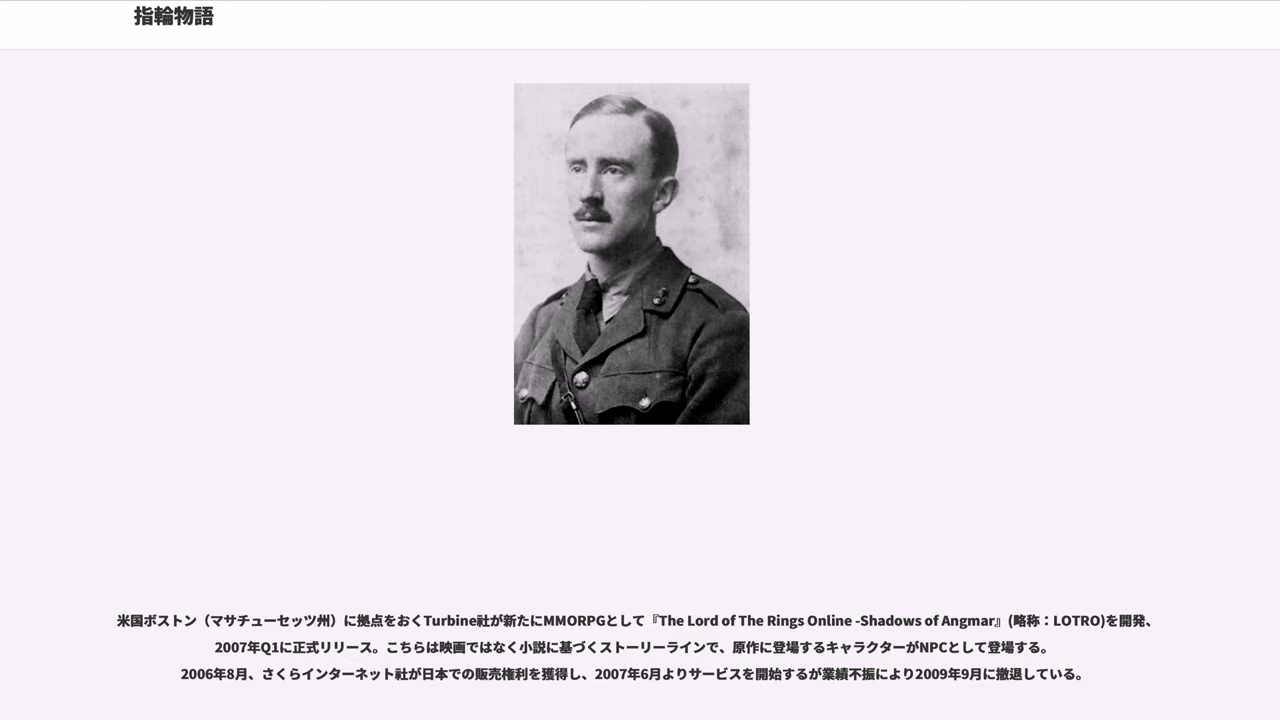 指輪物語
米国ボストン（マサチューセッツ州）に拠点をおくTurbine社が新たにMMORPGとして『The Lord of The Rings Online -Shadows of Angmar』(略称：LOTRO)を開発、
2007年Q1に正式リリース。こちらは映画ではなく小説に基づくストーリーラインで、原作に登場するキャラクターがNPCとして登場する。
2006年8月、さくらインターネット社が日本での販売権利を獲得し、2007年6月よりサービスを開始するが業績不振により2009年9月に撤退している。